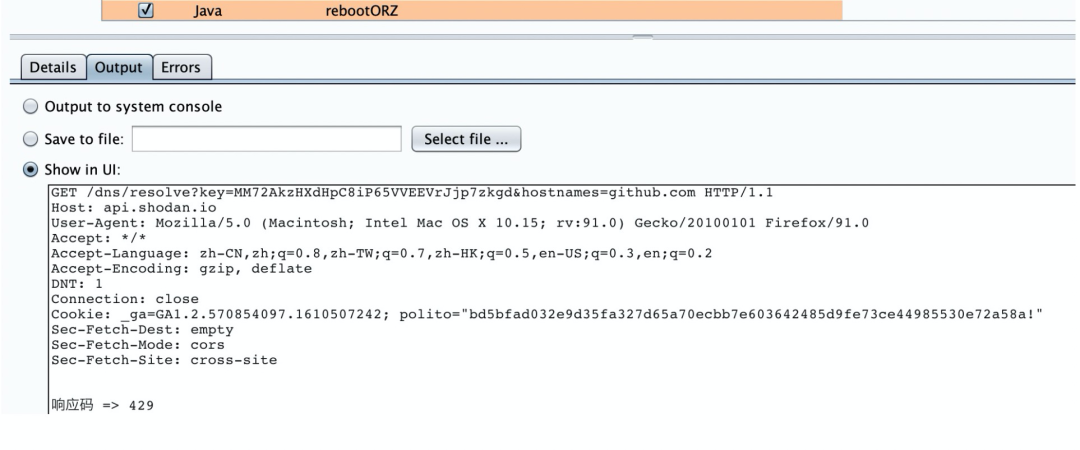 Java rebootORZ
Details Output Errors
Output to system console
Save to file: Select file ...
Show in UI:
GET /dns/resolve?key=MM72AkzHXdHpC8iP65VVEEVrJjp7zkgd&hostnames=github.com HTTP/1.1
Host: api.shodan.io
User-Agent: Mozilla/5.0 (Macintosh; Intel Mac OS X 10.15; rv:91.0) Gecko/20100101 Firefox/91.0
Accept: */*
Accept-Language: zh-CN,zh;q=0.8,zh-TW;q=0.7,zh-HK;q=0.5,en-US;q=0.3,en;q=0.2
Accept-Encoding: gzip, deflate
DNT: 1
Connection: close
Cookie: _ga=GA1.2.570854097.1610507242; polito="bd5bfad032e9d35fa327d65a70ecbb7e603642485d9fe73ce44985530e72a58a!"
Sec-Fetch-Dest: empty
Sec-Fetch-Mode: cors
Sec-Fetch-Site: cross-site
响应码 => 429